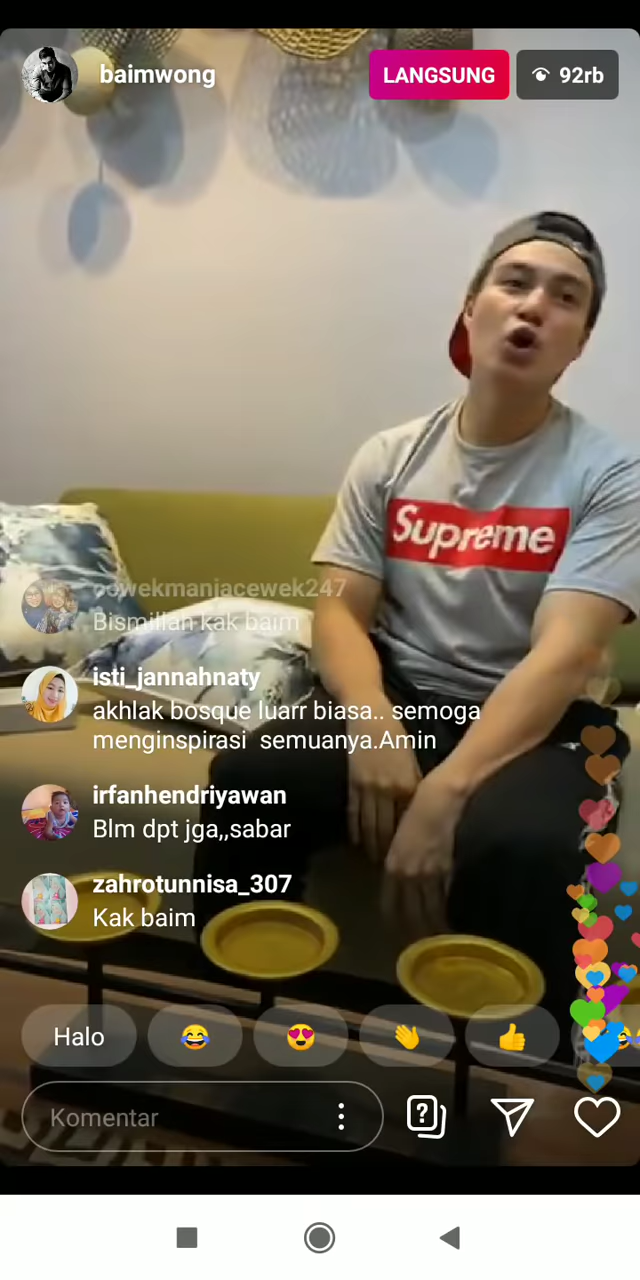 baimwong
LANGSUNG
92rb
Supreme
cewekmanjacewek247
Bismillah kak baim
isti_jannahnaty
akhlak bosque luarr biasa.. semoga
menginspirasi semuanya.Amin
irfanhendriyawan
Blm dpt jga,,sabar
zahrotunnisa_307
Kak baim
Halo
Komentar